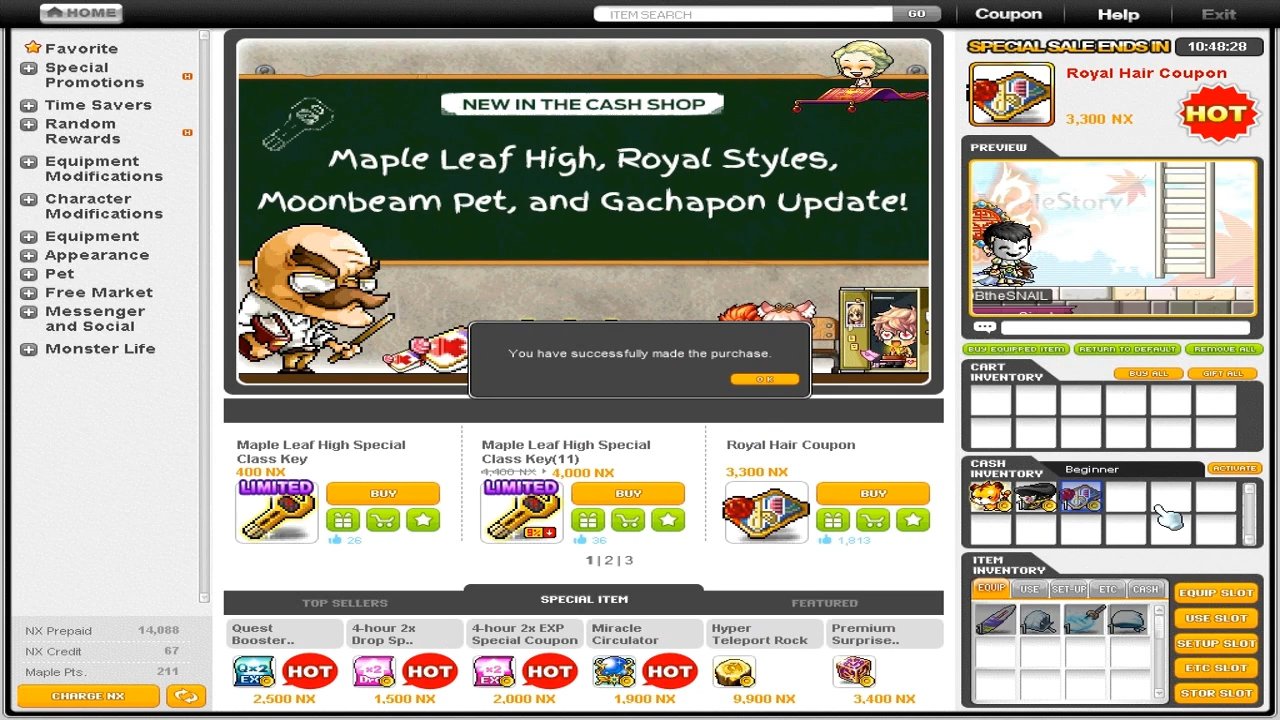 HOME
ITEM SEARCH
GO
Coupon
Help
Exit
Favorite
Special
Promotions
Time Savers
Random
Rewards
Equipment
Modifications
Character
Modifications
Equipment
Appearance
Pet
Free Market
Messenger
and Social
Monster Life
NX Prepaid 14,088
NX Credit 67
Maple Pts. 211
CHARGE NX
NEW IN THE CASH SHOP
Maple Leaf High, Royal Styles,
Moonbeam Pet, and Gachapon Update!
You have successfully made the purchase.
OK
Maple Leaf High Special
Class Key
400 NX
LIMITED
BUY
26
Maple Leaf High Special
Class Key(11)
4,400 NX 4,000 NX
LIMITED
BUY
36
Royal Hair Coupon
3,300 NX
BUY
1,813
1 | 2 | 3
TOP SELLERS
SPECIAL ITEM
FEATURED
Quest
Booster..
HOT
2,500 NX
4-hour 2x
Drop Sp..
HOT
1,500 NX
4-hour 2x EXP
Special Coupon
HOT
2,000 NX
Miracle
Circulator
HOT
1,900 NX
Hyper
Teleport Rock
9,900 NX
Premium
Surprise..
3,400 NX
SPECIAL SALE ENDS IN 10:48:28
Royal Hair Coupon
3,300 NX
HOT
PREVIEW
BtheSNAIL
BUY EQUIPPED ITEM
RETURN TO DEFAULT
REMOVE ALL
CART
INVENTORY
BUY ALL
GIFT ALL
CASH
INVENTORY
Beginner
ACTIVATE
ITEM
INVENTORY
EQUIP
USE
SET-UP
ETC
CASH
EQUIP SLOT
USE SLOT
SETUP SLOT
ETC SLOT
STOR SLOT